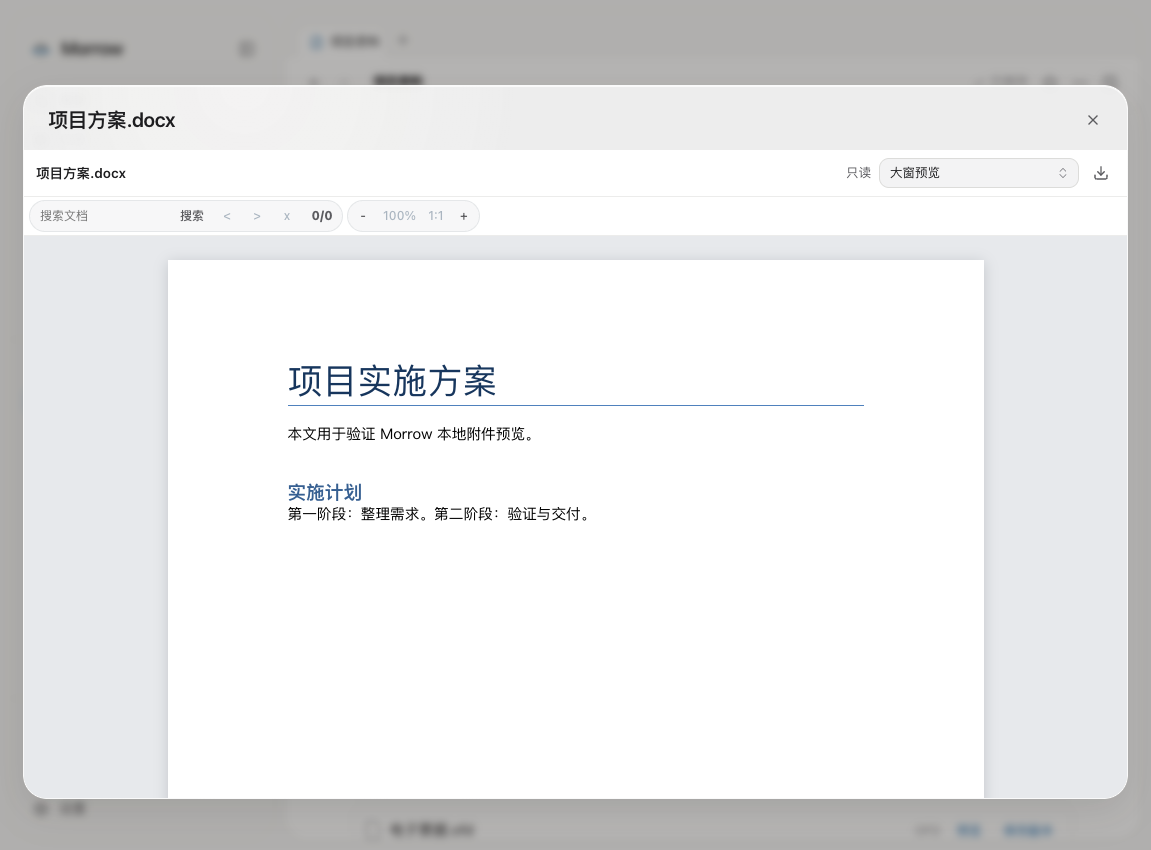 Morrow
项目方案.docx
项目方案.docx
只读 大窗预览
搜索文档 搜索 < > x 0/0 - 100% 1:1 +
项目实施方案
本文用于验证 Morrow 本地附件预览。
实施计划
第一阶段：整理需求。第二阶段：验证与交付。